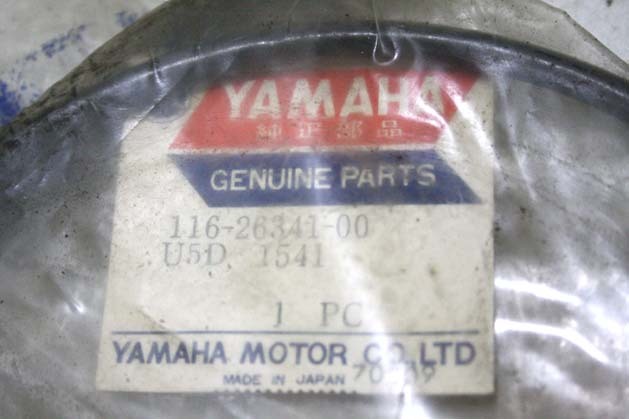 YAMAHA
純正部品
GENUINE PARTS
116-26341-00
U5D 1541
1 PC
YAMAHA MOTOR CO.,LTD
MADE IN JAPAN